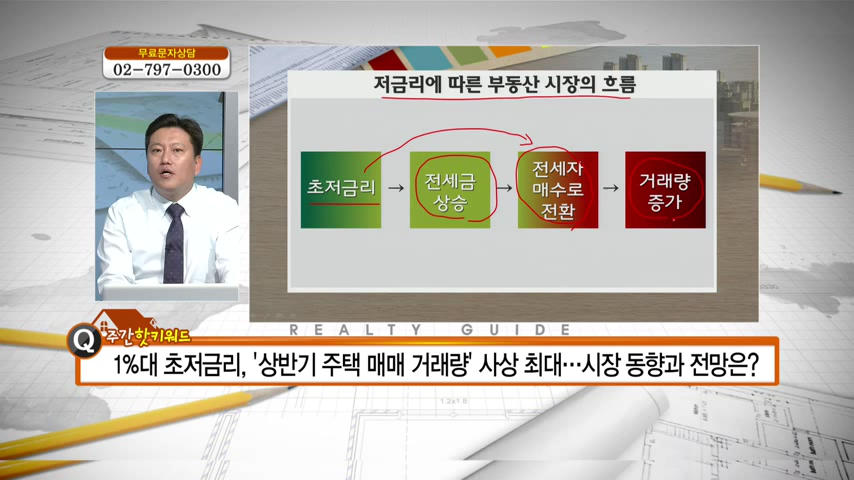 무료문자상담
02-797-0300
저금리에 따른 부동산 시장의 흐름
초저금리 → 전세금 상승 → 전세자 매수로 전환 → 거래량 증가
REALTY GUIDE
Q 주간핫키워드
1%대 초저금리, '상반기 주택 매매 거래량' 사상 최대…시장 동향과 전망은?
1.2x1.8